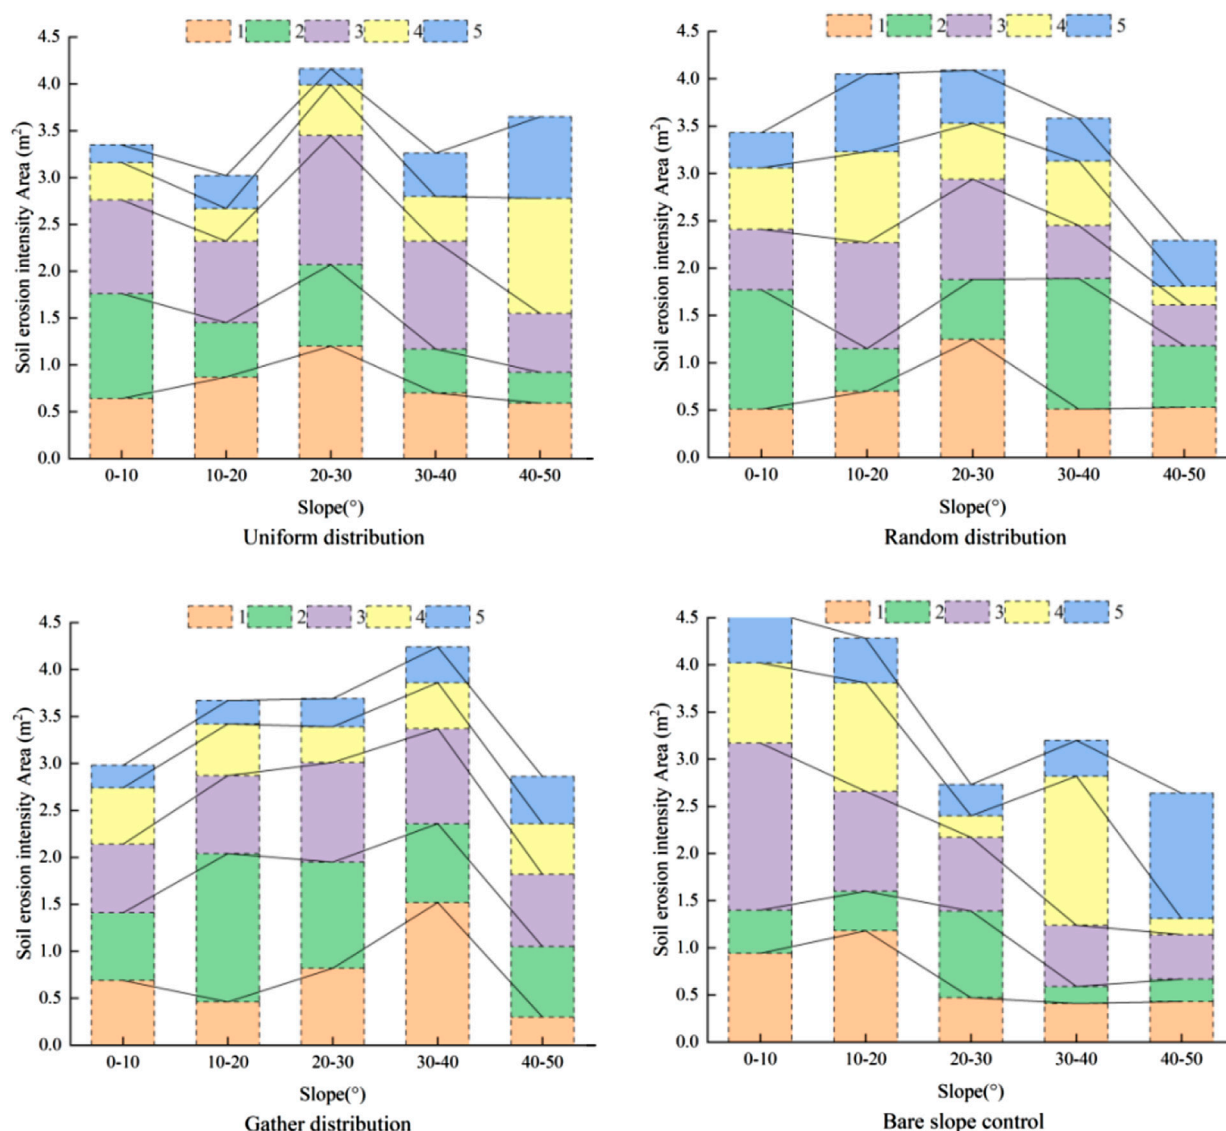 1 2 3 4 5
4.5
4.0
3.5
3.0
2.5
2.0
1.5
1.0
0.5
0.0
Soil erosion intensity Area (m²)
0-10 10-20 20-30 30-40 40-50
Slope(°)
Uniform distribution
1 2 3 4 5
4.5
4.0
3.5
3.0
2.5
2.0
1.5
1.0
0.5
0.0
Soil erosion intensity Area (m²)
0-10 10-20 20-30 30-40 40-50
Slope(°)
Random distribution
1 2 3 4 5
4.5
4.0
3.5
3.0
2.5
2.0
1.5
1.0
0.5
0.0
Soil erosion intensity Area (m²)
0-10 10-20 20-30 30-40 40-50
Slope(°)
Gather distribution
1 2 3 4 5
4.5
4.0
3.5
3.0
2.5
2.0
1.5
1.0
0.5
0.0
Soil erosion intensity Area (m²)
0-10 10-20 20-30 30-40 40-50
Slope(°)
Bare slope control